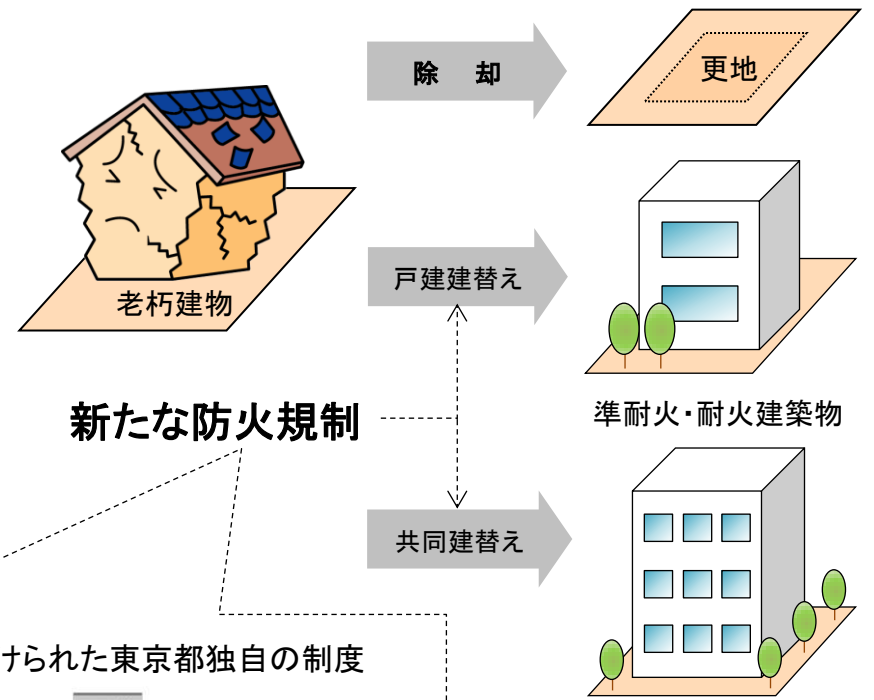 除 却
更地
老朽建物
戸建建替え
準耐火・耐火建築物
新たな防火規制
共同建替え
けられた東京都独自の制度